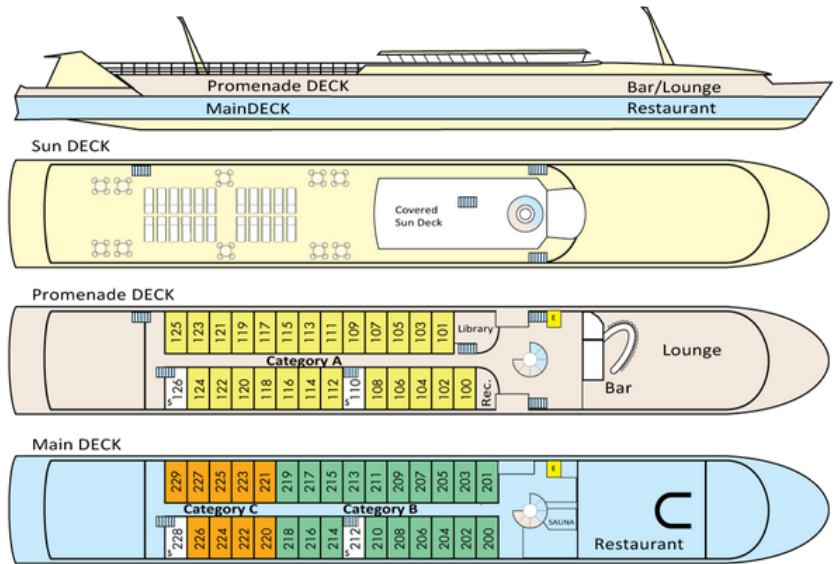 Promenade DECK Bar/Lounge
MainDECK Restaurant
Sun DECK
Covered
Sun Deck
Promenade DECK
125 123 121 119 117 115 113 111 109 107 105 103 101
Library
Category A
Lounge
Bar
S 126 124 122 120 118 116 114 112 S 110 108 106 104 102 100 Rec.
Main DECK
229 227 225 223 221 219 217 215 213 211 209 207 205 203 201
Category C Category B
SAUNA
S 228 226 224 222 220 218 216 214 S 212 210 208 206 204 202 200
Restaurant